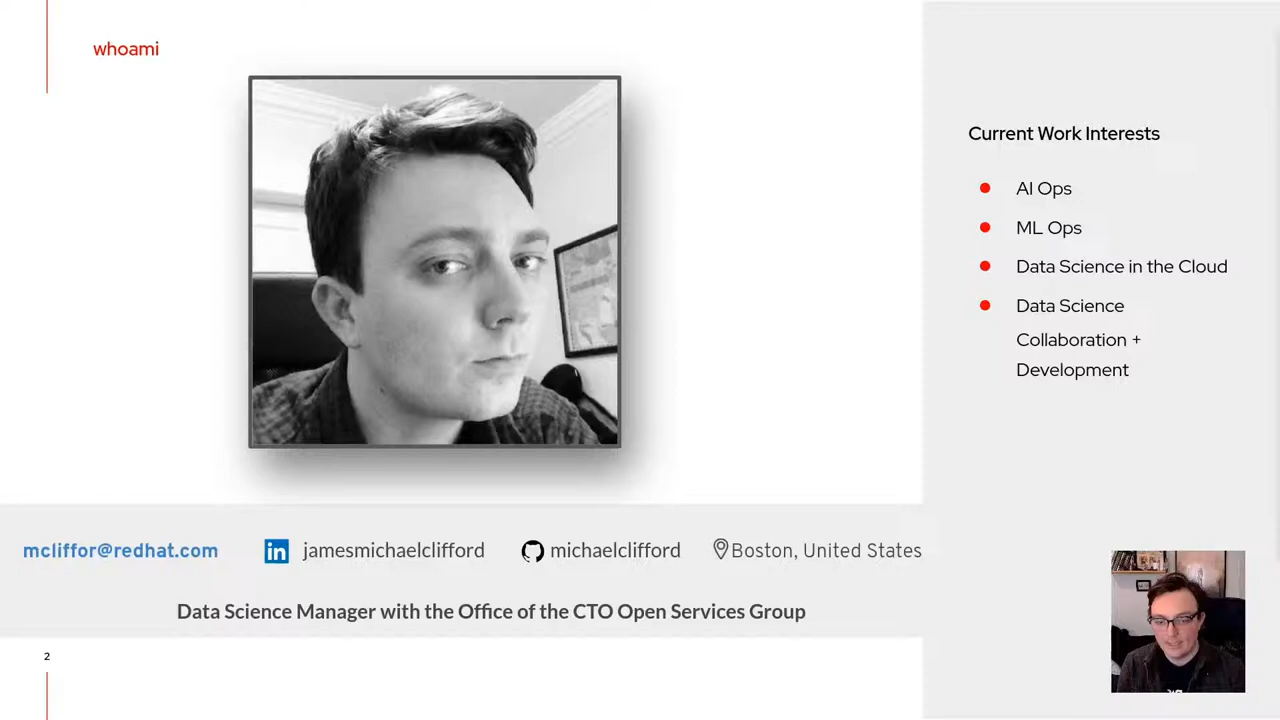 whoami
Current Work Interests
AI Ops
ML Ops
Data Science in the Cloud
Data Science
Collaboration +
Development
mcliffor@redhat.com
in jamesmichaelclifford
michaelclifford
Boston, United States
Data Science Manager with the Office of the CTO Open Services Group
2